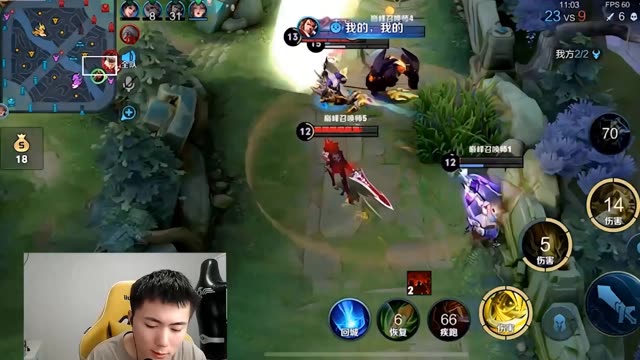 11:03
FPS 60
8 31
23 vs 9
6
全队
巅峰召唤师4
13
我的，我的
15
我方2/2
巅峰召唤师5
12
巅峰召唤师1
12
70
5
18
14
伤害
5
伤害
2
回城
6
恢复
66
疾跑
伤害